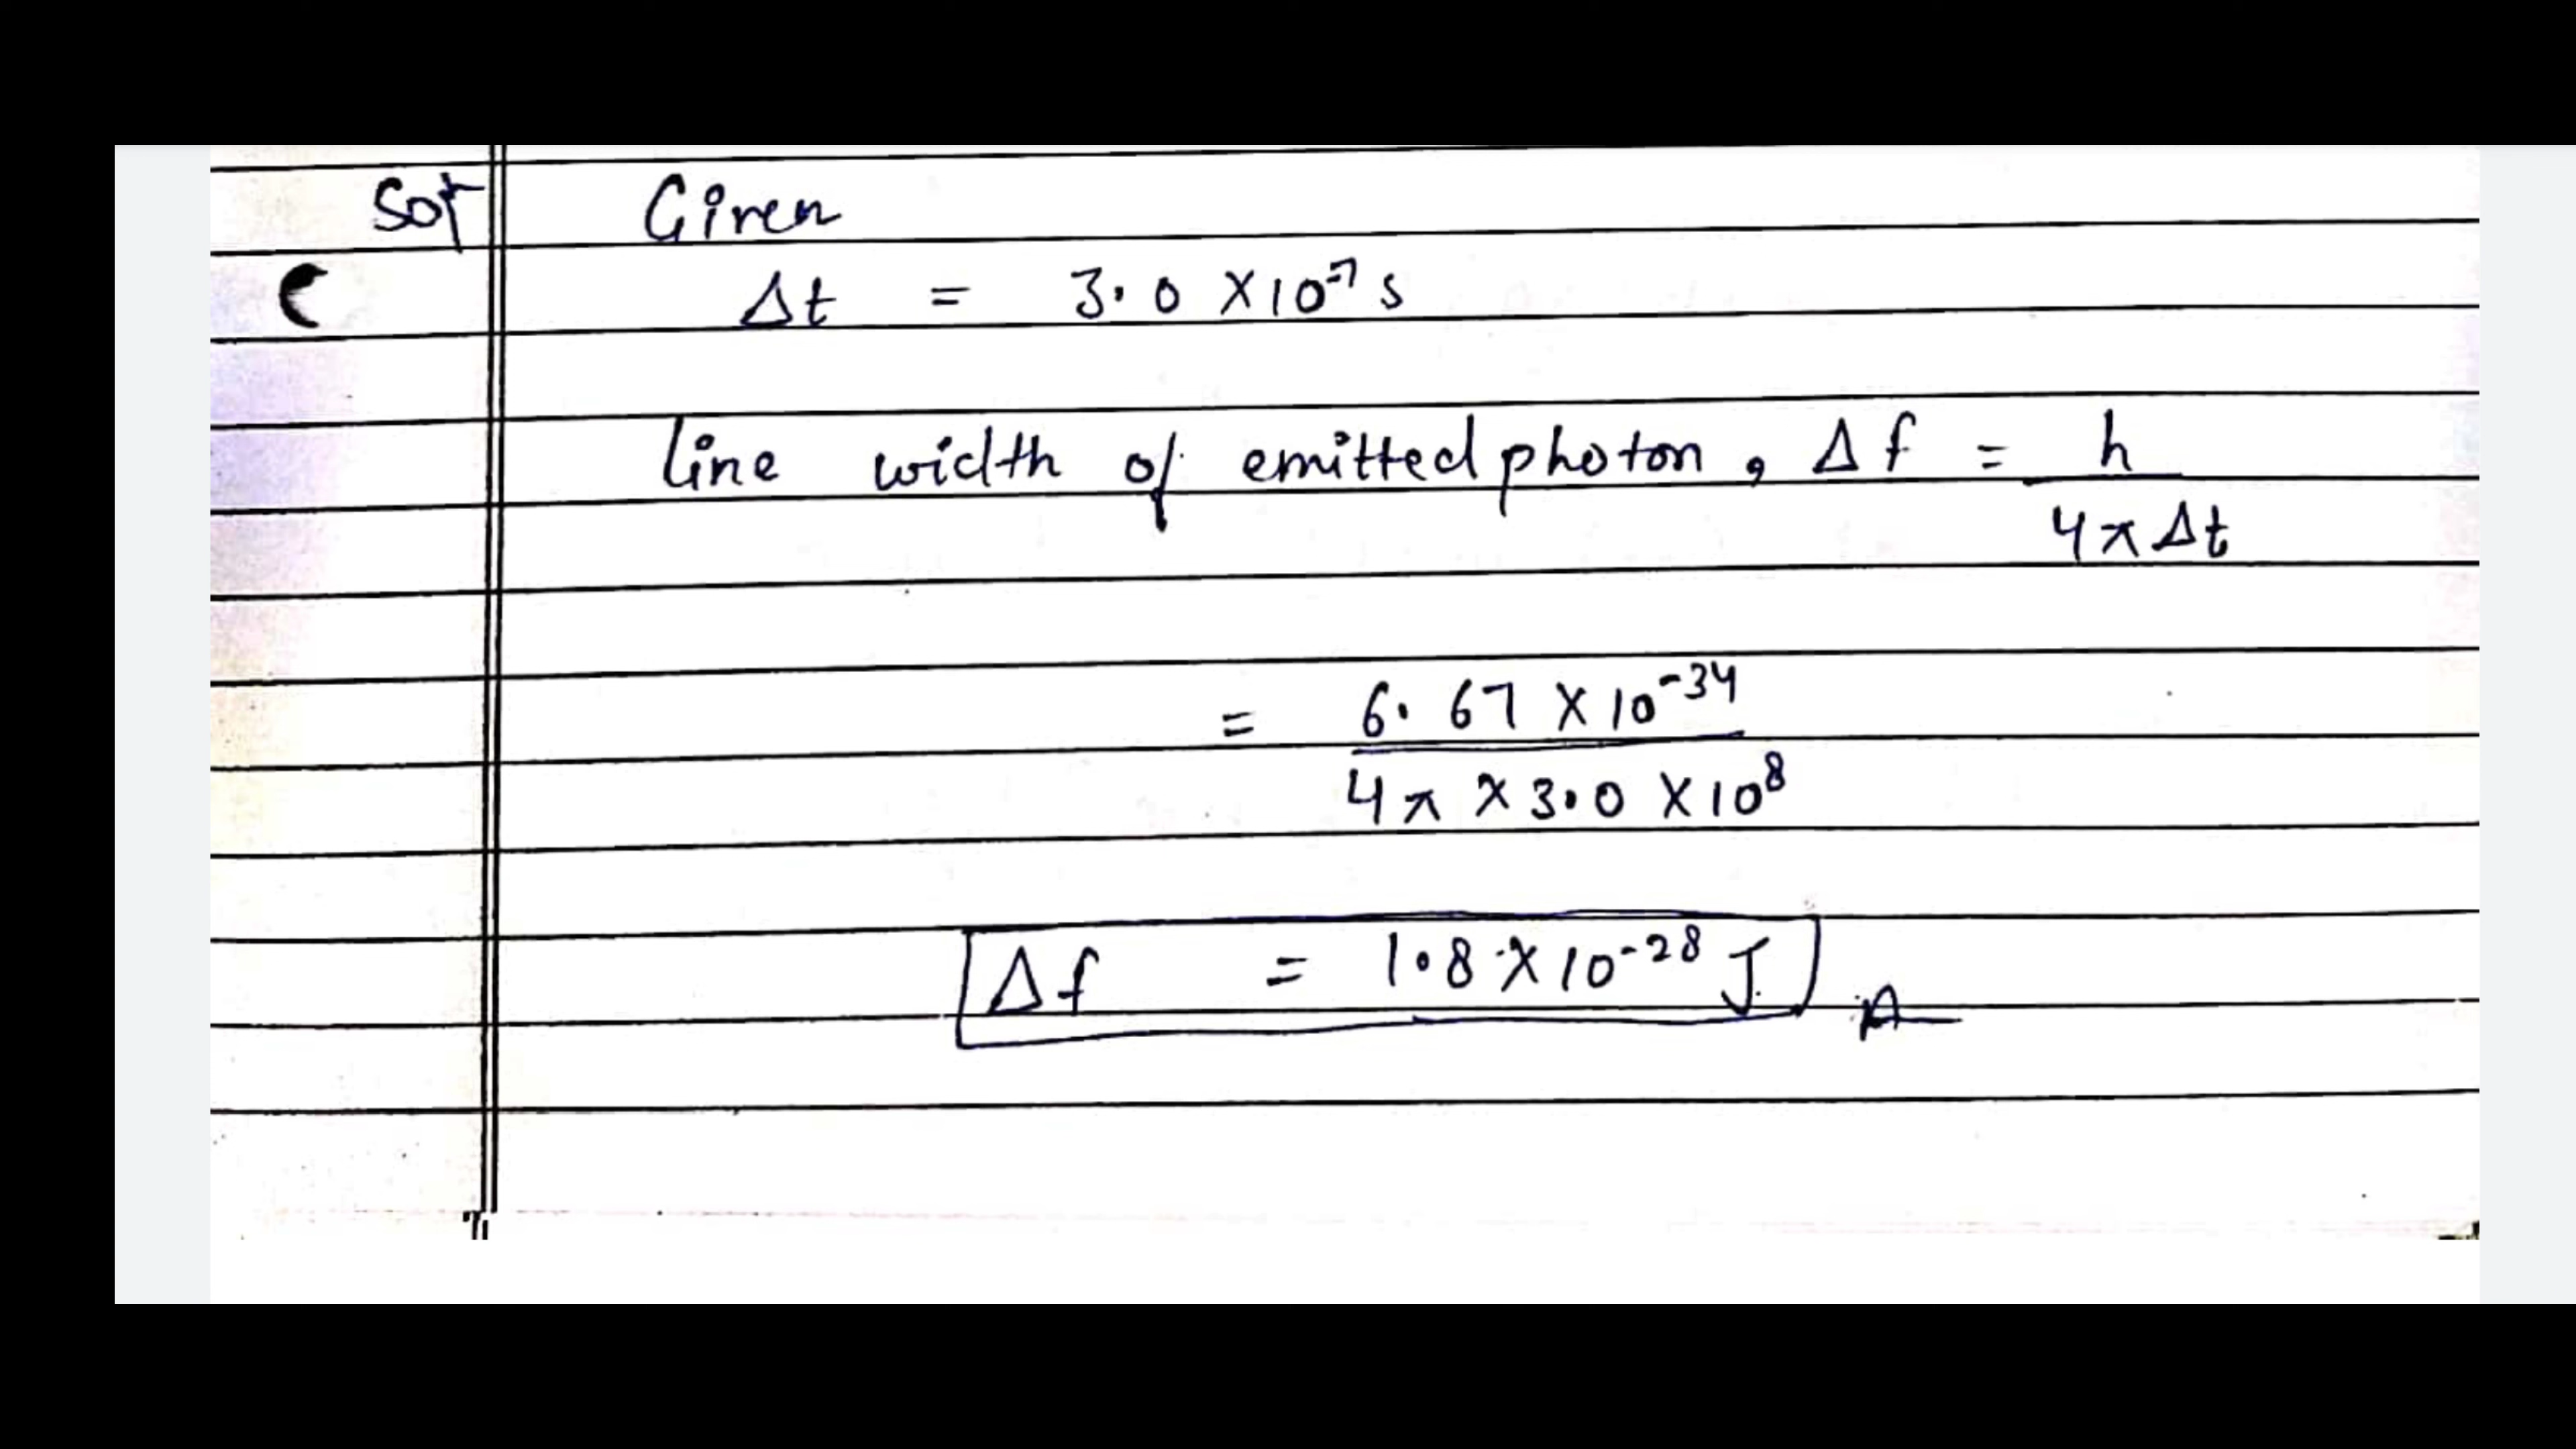 Sol Given
Δt = 3.0 × 10⁻⁷ s
line width of emitted photon, Δf = h / 4πΔt
= 6.67 × 10⁻³⁴ / 4π × 3.0 × 10⁸
Δf = 1.8 × 10⁻²⁸ J